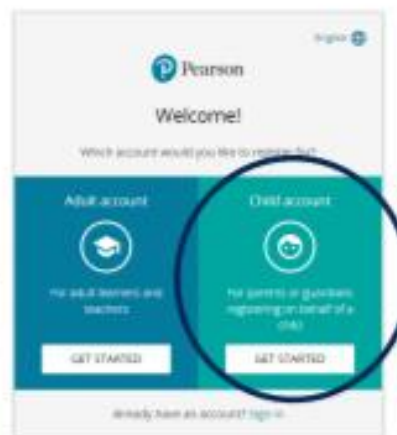 English
Pearson
Welcome!
Which account would you like to register for?
Adult account
For adult learners and
teachers
GET STARTED
Child account
For parents or guardians
registering on behalf of a
child
GET STARTED
Already have an account? Sign in